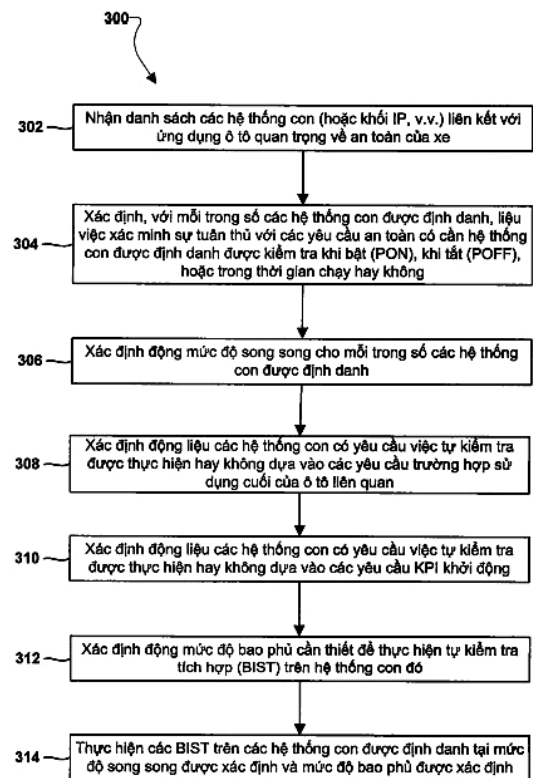 300
302
Nhận danh sách các hệ thống con (hoặc khối IP, v.v.) liên kết với
ứng dụng ô tô quan trọng về an toàn của xe
304
Xác định, với mỗi trong số các hệ thống con được định danh, liệu
việc xác minh sự tuân thủ với các yêu cầu an toàn có cần hệ thống
con được định danh được kiểm tra khi bật (PON), khi tắt (POFF),
hoặc trong thời gian chạy hay không
306
Xác định động mức độ song song cho mỗi trong số các hệ thống
con được định danh
308
Xác định động liệu các hệ thống con có yêu cầu việc tự kiểm tra
được thực hiện hay không dựa vào các yêu cầu trường hợp sử
dụng cuối của ô tô liên quan
310
Xác định động liệu các hệ thống con có yêu cầu việc tự kiểm tra
được thực hiện hay không dựa vào các yêu cầu KPI khởi động
312
Xác định động mức độ bao phủ cần thiết để thực hiện tự kiểm tra
tích hợp (BIST) trên hệ thống con đó
314
Thực hiện các BIST trên các hệ thống con được định danh tại mức
độ song song được xác định và mức độ bao phủ được xác định